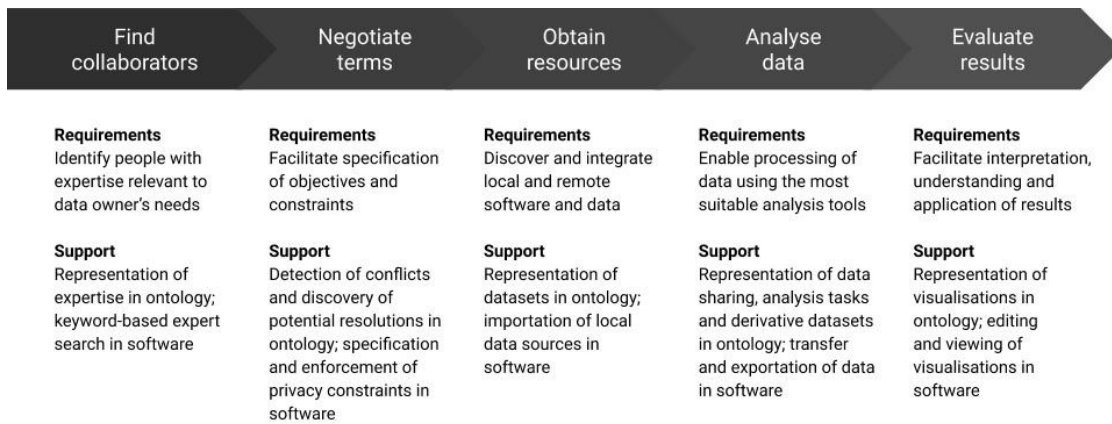 Find
collaborators
Negotiate
terms
Obtain
resources
Analyse
data
Evaluate
results
Requirements
Identify people with
expertise relevant to
data owner's needs
Support
Representation of
expertise in ontology;
keyword-based expert
search in software
Requirements
Facilitate specification
of objectives and
constraints
Support
Detection of conflicts
and discovery of
potential resolutions in
ontology; specification
and enforcement of
privacy constraints in
software
Requirements
Discover and integrate
local and remote
software and data
Support
Representation of
datasets in ontology;
importation of local
data sources in
software
Requirements
Enable processing of
data using the most
suitable analysis tools
Support
Representation of data
sharing, analysis tasks
and derivative datasets
in ontology; transfer
and exportation of data
in software
Requirements
Facilitate interpretation,
understanding and
application of results
Support
Representation of
visualisations in
ontology; editing
and viewing of
visualisations in
software